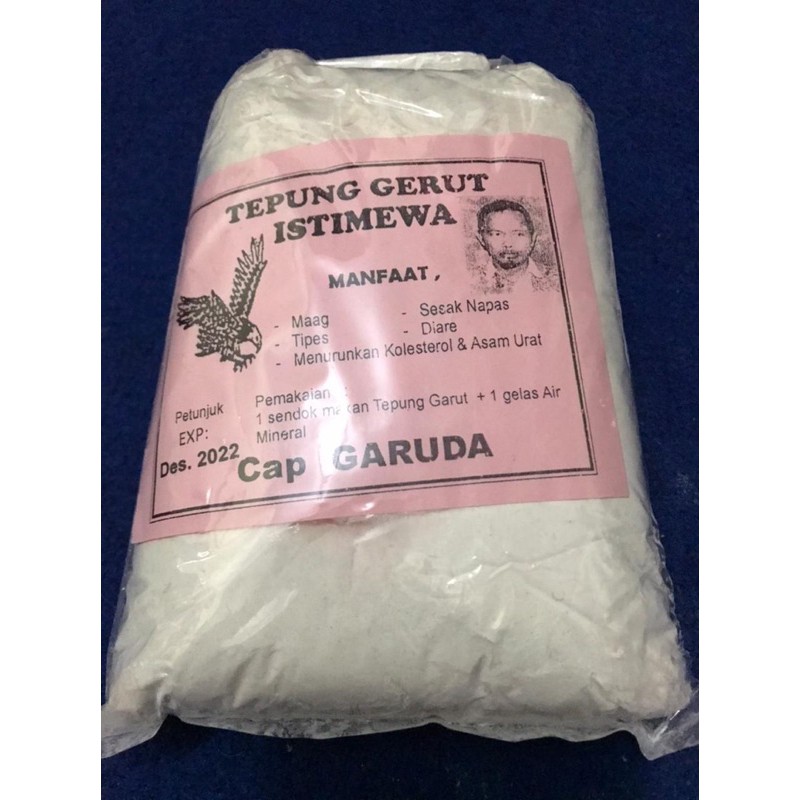 TEPUNG GERUT
ISTIMEWA
MANFAAT ,
- Maag
- Tipes
- Menurunkan Kolesterol & Asam Urat
- Sesak Napas
- Diare
Petunjuk Pemakaian :
1 sendok makan Tepung Garut + 1 gelas Air
Mineral
EXP:
Des. 2022
Cap GARUDA